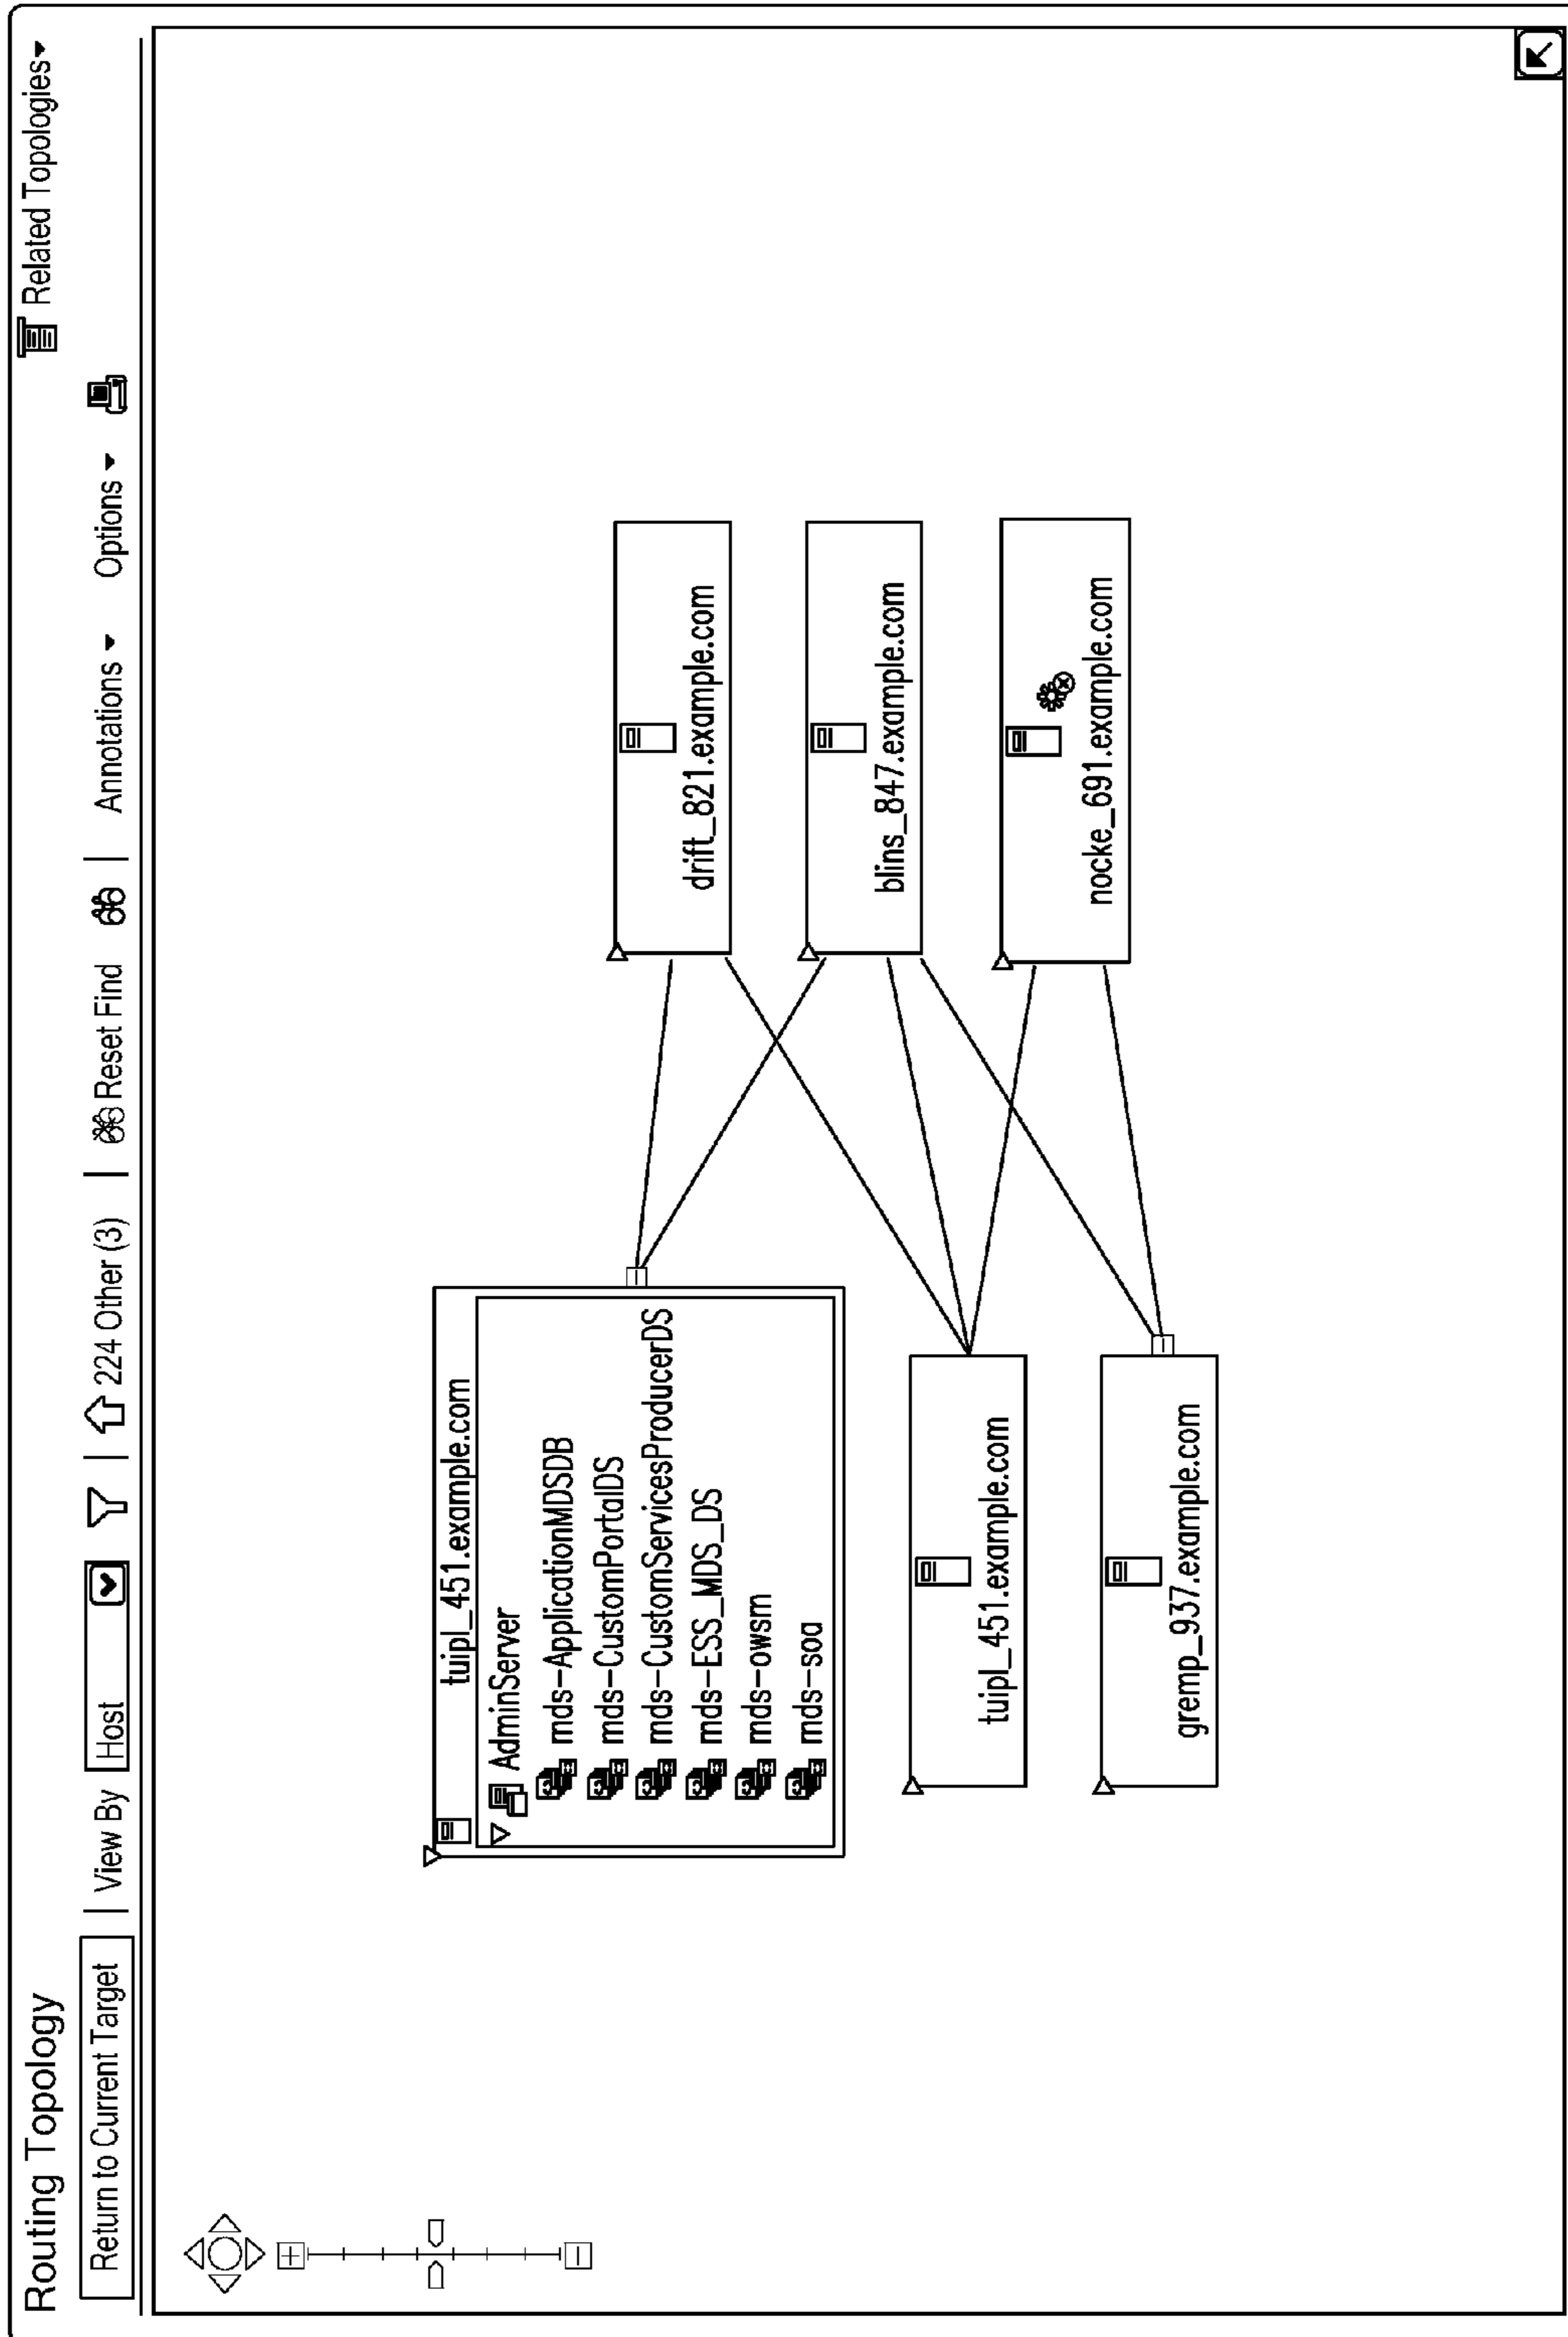 Routing Topology
Related Topologies
Return to Current Target | View By Host | 224 Other (3) | Reset Find | Annotations Options
tuipl_451.example.com
AdminServer
mds-ApplicationMDSDB
mds-CustomPortalDS
mds-CustomServicesProducerDS
mds-ESS_MDS_DS
mds-owsm
mds-soa
tuipl_451.example.com
gremp_937.example.com
drift_821.example.com
blins_847.example.com
nocke_691.example.com